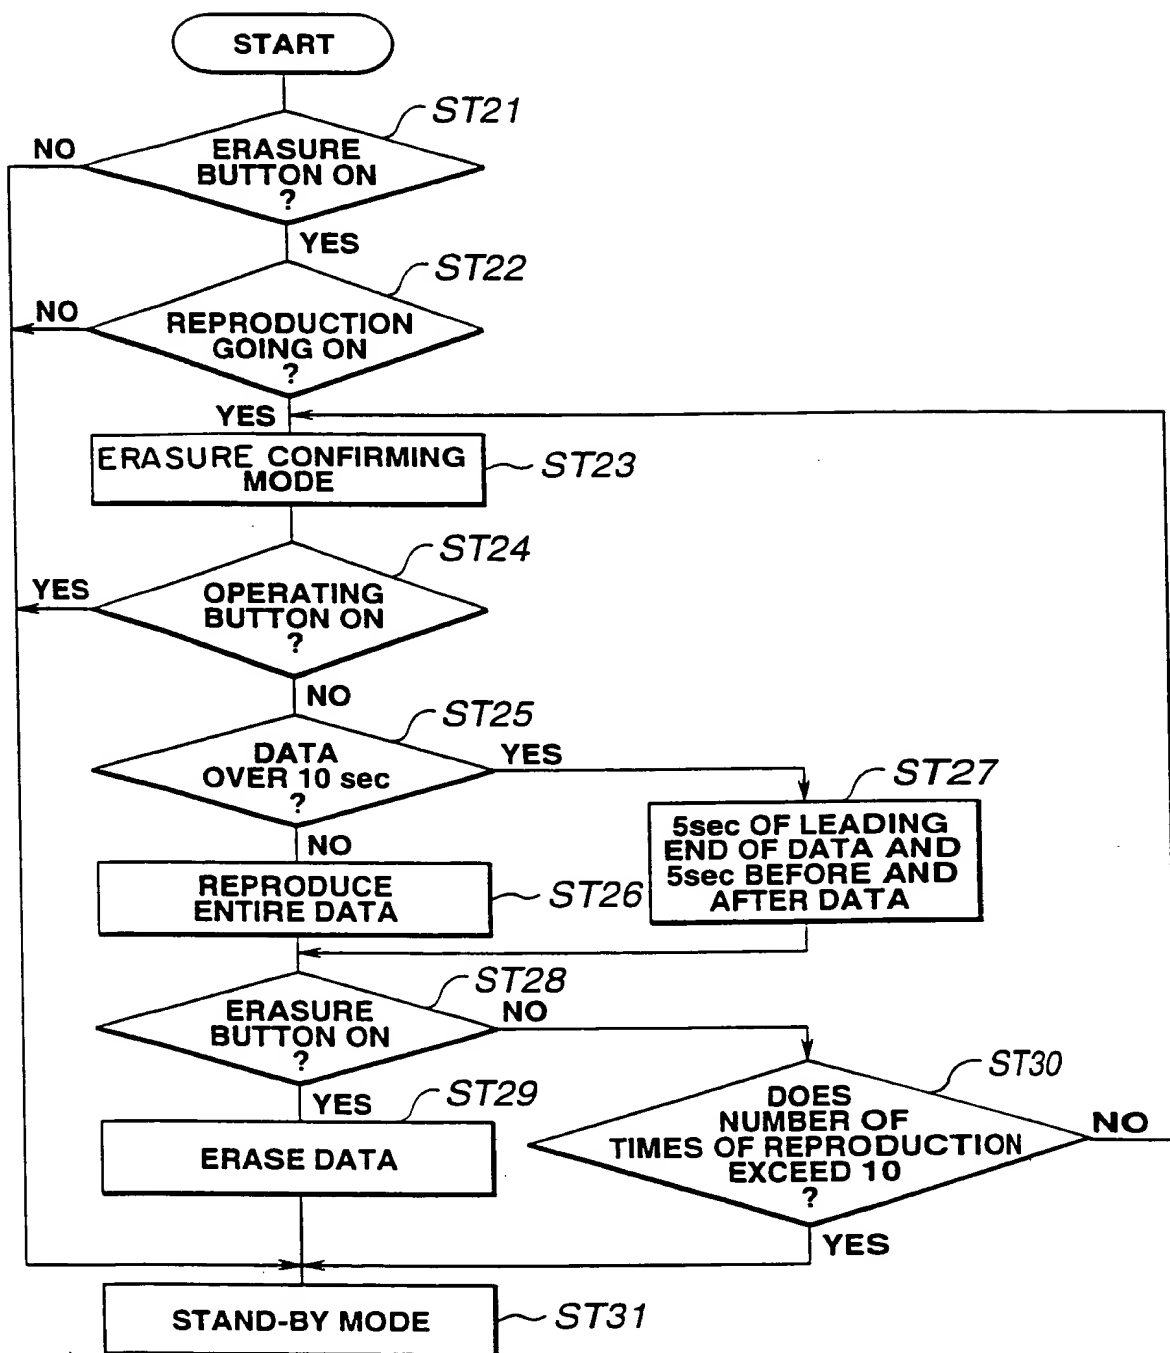 START
ST21
NO
ERASURE
BUTTON ON
?
YES
ST22
NO
REPRODUCTION
GOING ON
?
YES
ERASURE CONFIRMING
MODE
ST23
ST24
YES
OPERATING
BUTTON ON
?
NO
ST25
DATA
OVER 10 sec
?
YES
NO
ST27
5sec OF LEADING
END OF DATA AND
5sec BEFORE AND
AFTER DATA
REPRODUCE
ENTIRE DATA
ST26
ST28
ERASURE
BUTTON ON
?
NO
YES
ST29
ERASE DATA
ST30
DOES
NUMBER OF
TIMES OF REPRODUCTION
EXCEED 10
?
NO
YES
STAND-BY MODE
ST31